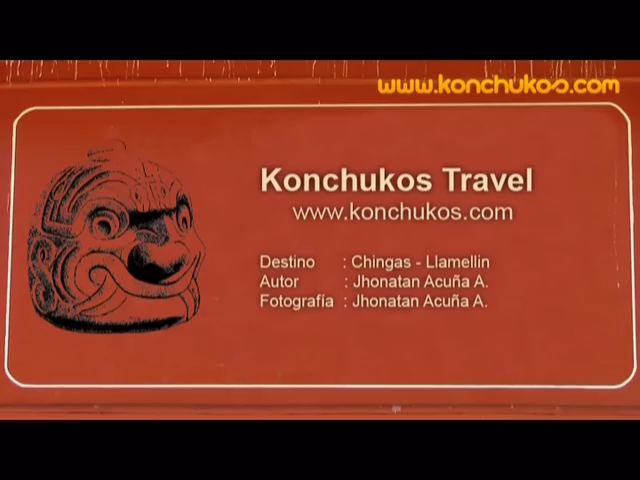 www.konchukos.com
Konchukos Travel
www.konchukos.com
Destino : Chingas - Llamellin
Autor : Jhonatan Acuña A.
Fotografía : Jhonatan Acuña A.